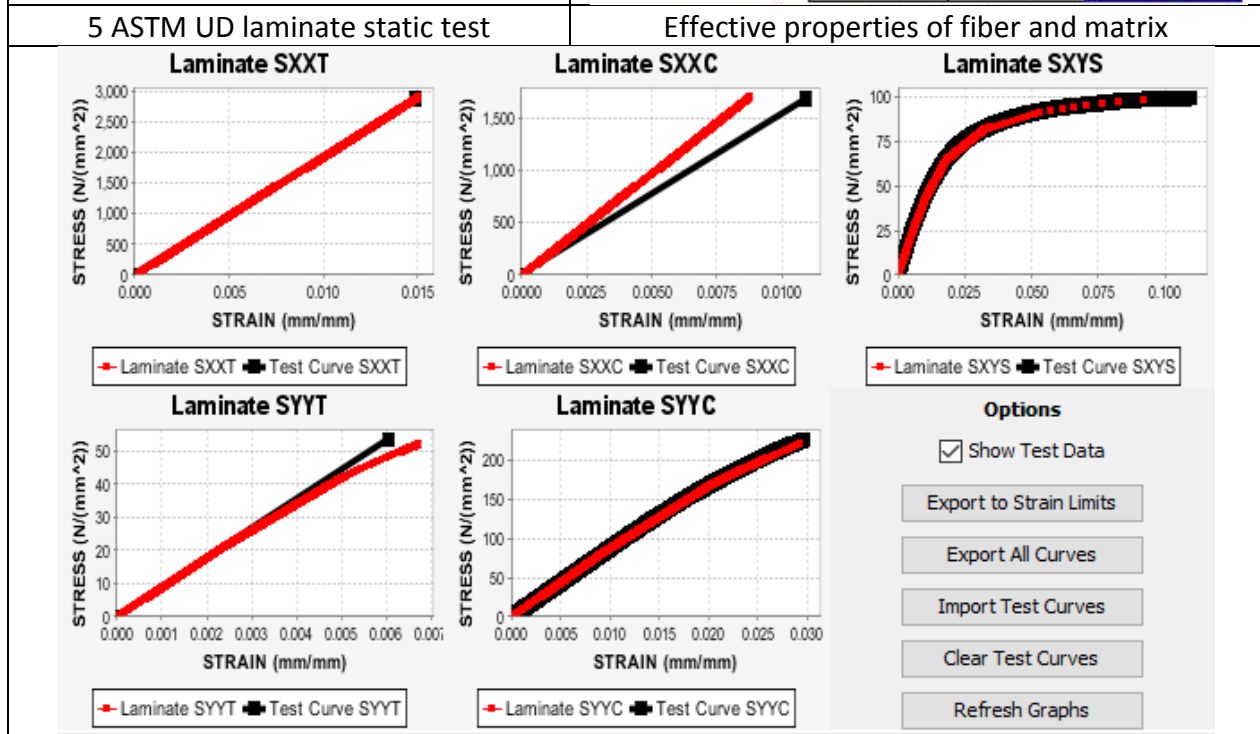 5 ASTM UD laminate static test
Effective properties of fiber and matrix
Laminate SXXT
STRESS (N/(mm^2))
3,000
2,500
2,000
1,500
1,000
500
0
0.000 0.005 0.010 0.015
STRAIN (mm/mm)
Laminate SXXT Test Curve SXXT
Laminate SXXC
STRESS (N/(mm^2))
1,500
1,000
500
0
0.0000 0.0025 0.0050 0.0075 0.0100
STRAIN (mm/mm)
Laminate SXXC Test Curve SXXC
Laminate SXYS
STRESS (N/(mm^2))
100
75
50
25
0
0.000 0.025 0.050 0.075 0.100
STRAIN (mm/mm)
Laminate SXYS Test Curve SXYS
Laminate SYYT
STRESS (N/(mm^2))
50
40
30
20
10
0
0.000 0.001 0.002 0.003 0.004 0.005 0.006 0.007
STRAIN (mm/mm)
Laminate SYYT Test Curve SYYT
Laminate SYYC
STRESS (N/(mm^2))
200
150
100
50
0
0.000 0.005 0.010 0.015 0.020 0.025 0.030
STRAIN (mm/mm)
Laminate SYYC Test Curve SYYC
Options
Show Test Data
Export to Strain Limits
Export All Curves
Import Test Curves
Clear Test Curves
Refresh Graphs